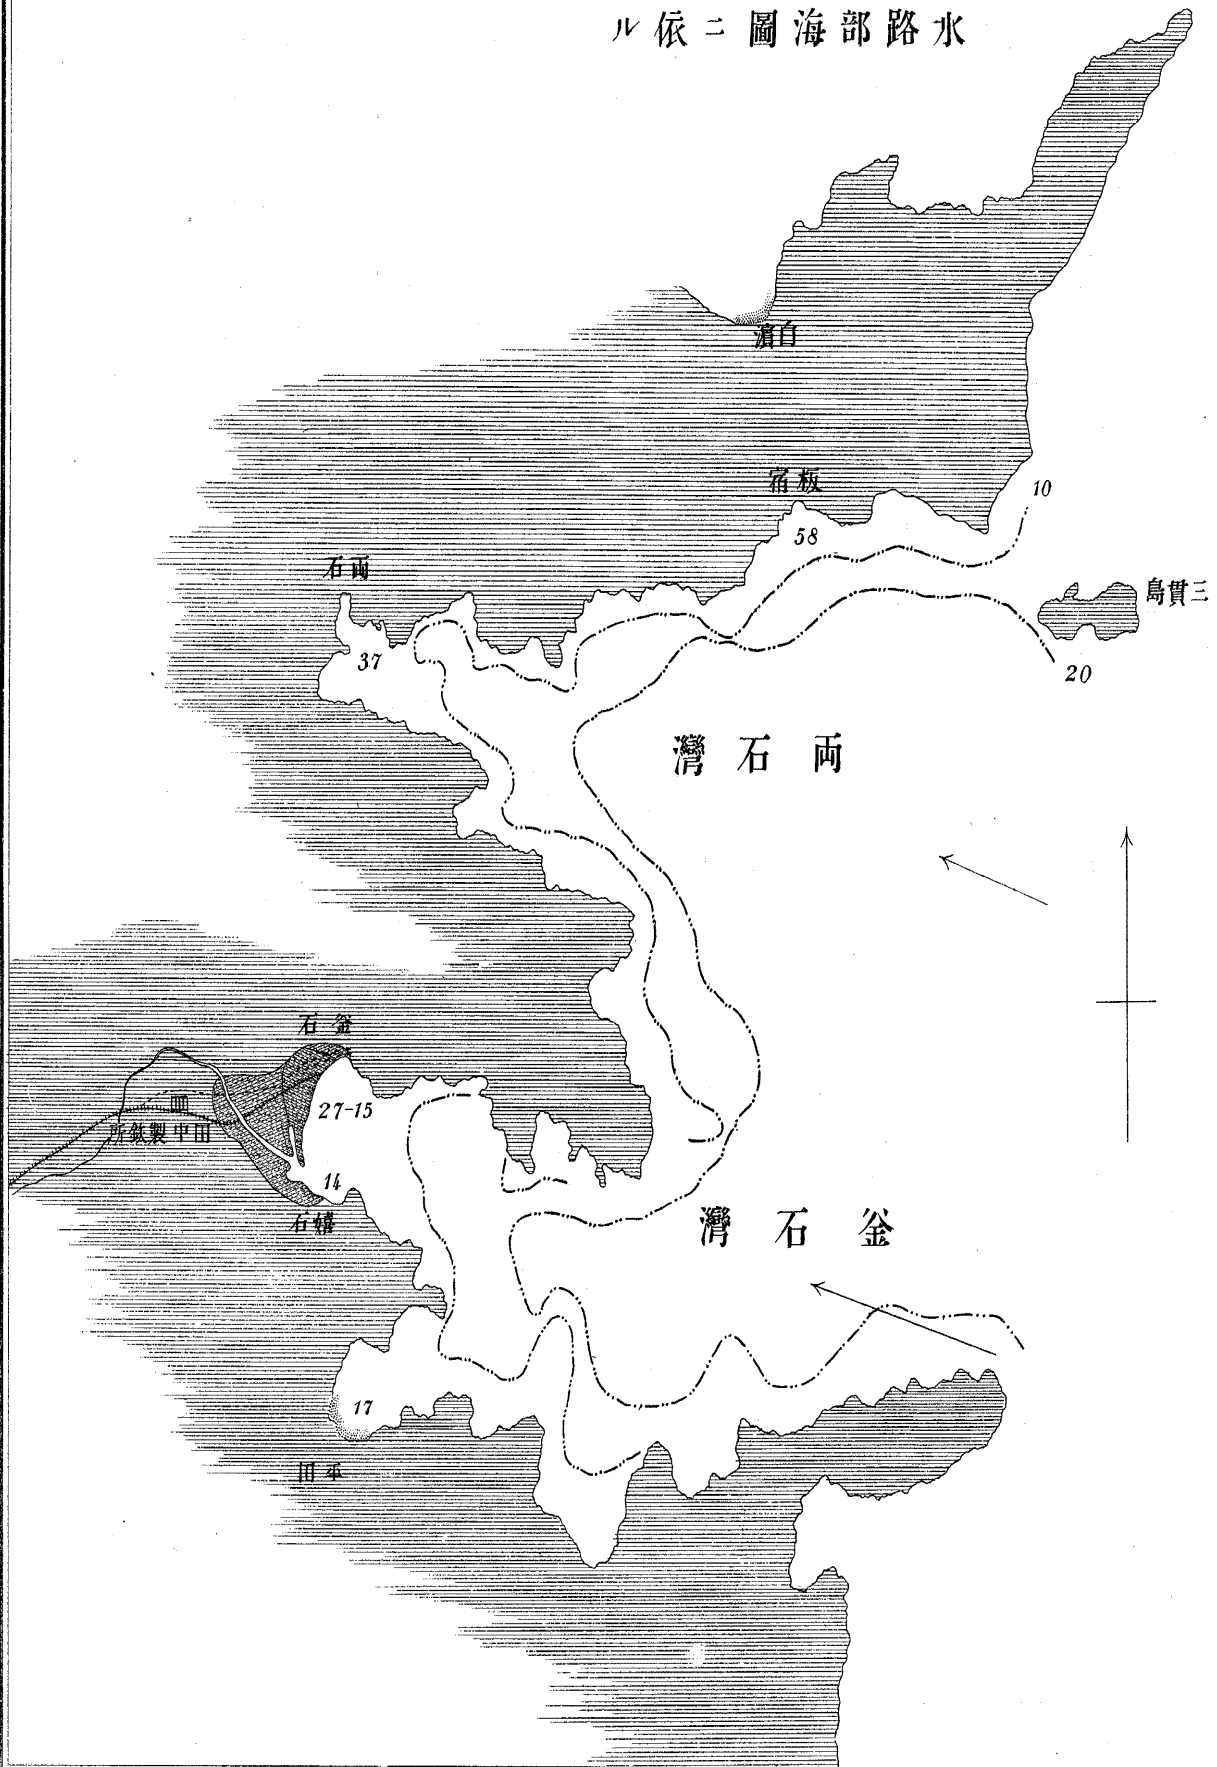 水路部海圖ニ依ル
白濱
板宿
10
58
両石
三貫島
37
20
両石灣
釜石
27-15
田中製鉄所
14
嬉石
釜石灣
17
平田